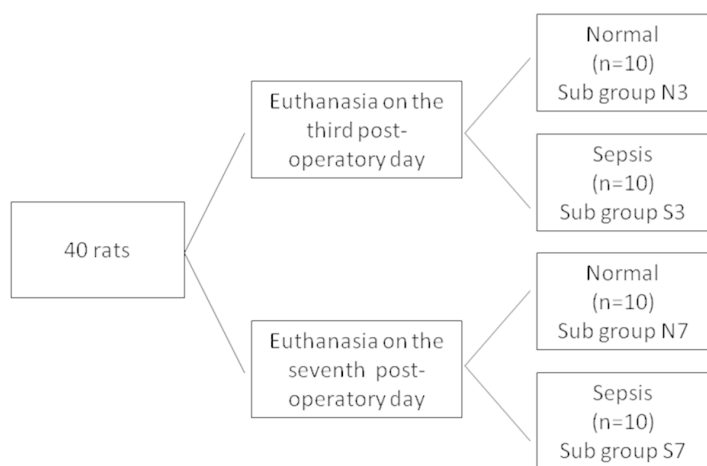 40 rats
Euthanasia on the
third post-
operatory day
Euthanasia on the
seventh post-
operatory day
Normal
(n=10)
Sub group N3
Sepsis
(n=10)
Sub group S3
Normal
(n=10)
Sub group N7
Sepsis
(n=10)
Sub group S7